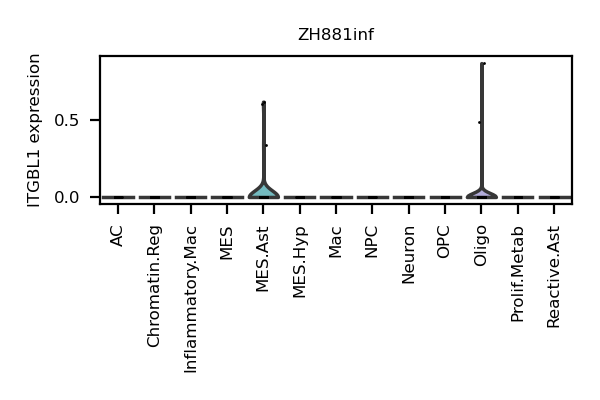 ZH881inf
ITGBL1 expression
0.5
0.0
AC
Chromatin.Reg
Inflammatory.Mac
MES
MES.Ast
MES.Hyp
Mac
NPC
Neuron
OPC
Oligo
Prolif.Metab
Reactive.Ast